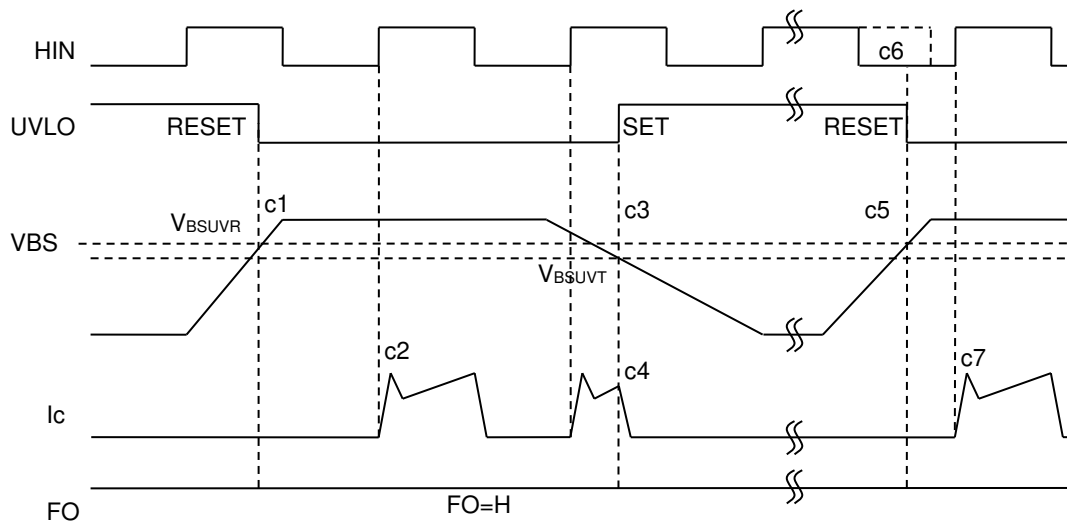 HIN
c6
UVLO
RESET
SET
RESET
c1
c3
c5
VBSUVR
VBS
VBSUVT
c2
c4
c7
Ic
FO=H
FO